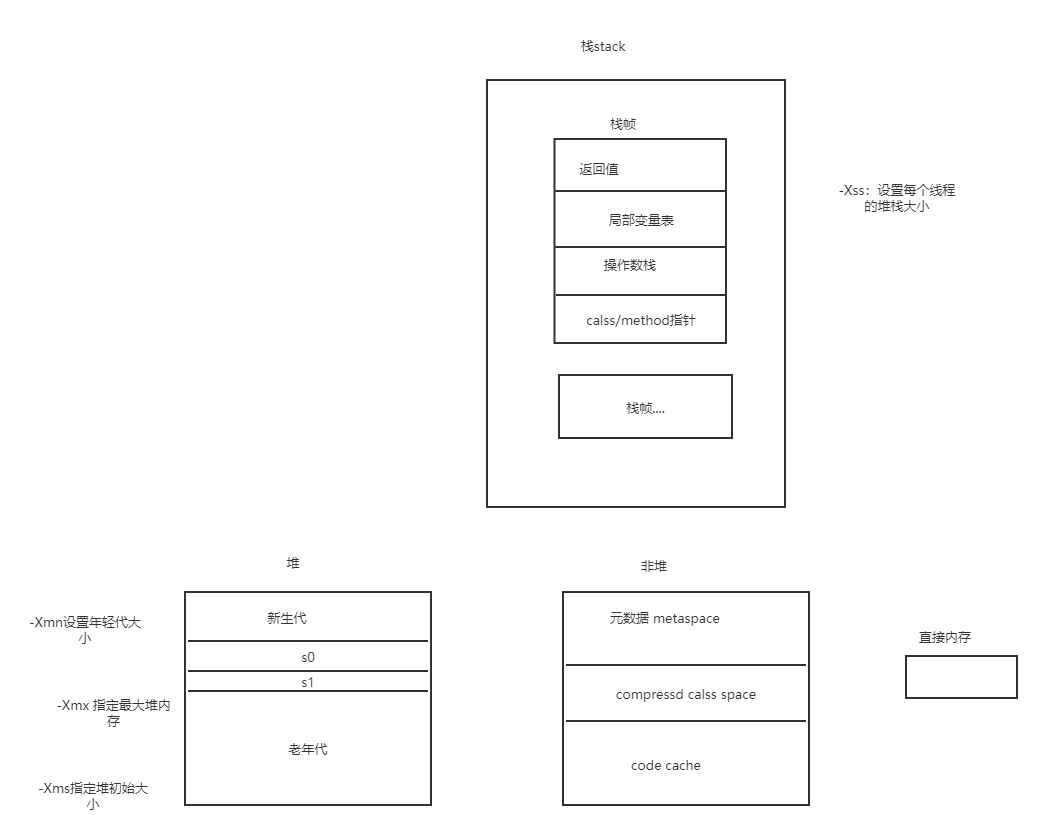 栈stack
栈帧
返回值
局部变量表
操作数栈
calss/method指针
栈帧....
-Xss：设置每个线程
的堆栈大小
堆
新生代
s0
s1
老年代
-Xmn设置年轻代大
小
-Xmx 指定最大堆内
存
-Xms指定堆初始大
小
非堆
元数据 metaspace
compressd calss space
code cache
直接内存